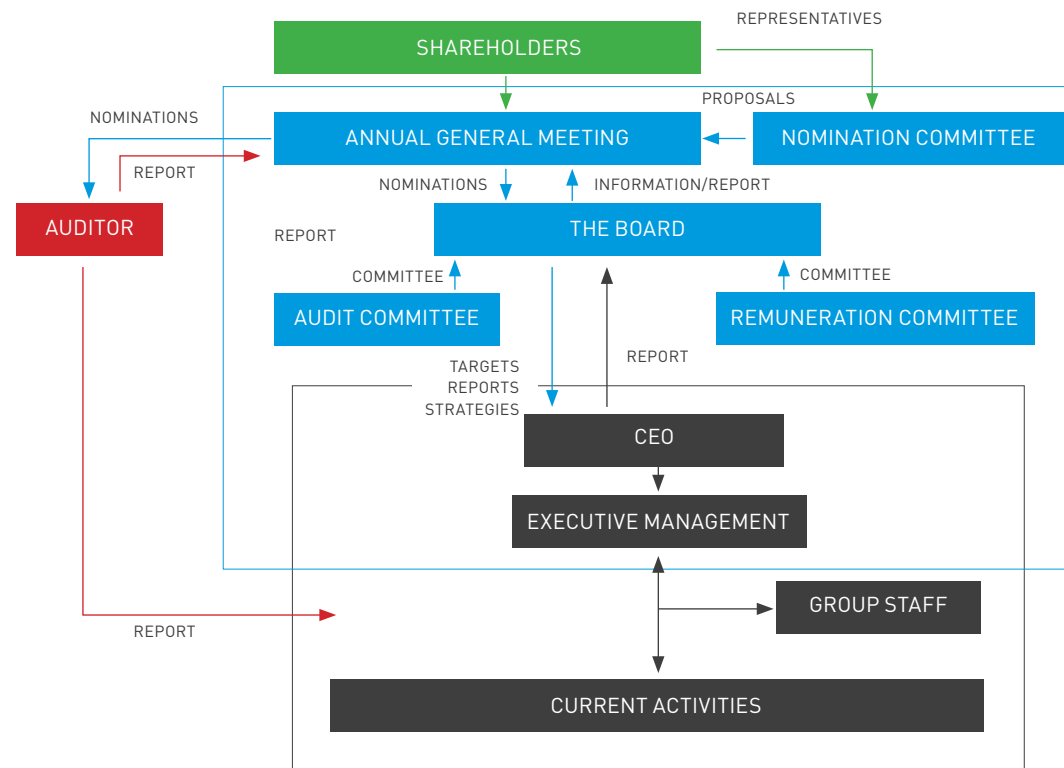 REPRESENTATIVES
SHAREHOLDERS
PROPOSALS
NOMINATIONS
ANNUAL GENERAL MEETING
NOMINATION COMMITTEE
REPORT
NOMINATIONS
INFORMATION/REPORT
AUDITOR
REPORT
THE BOARD
COMMITTEE
COMMITTEE
AUDIT COMMITTEE
REMUNERATION COMMITTEE
REPORT
TARGETS
REPORTS
STRATEGIES
CEO
EXECUTIVE MANAGEMENT
GROUP STAFF
REPORT
CURRENT ACTIVITIES